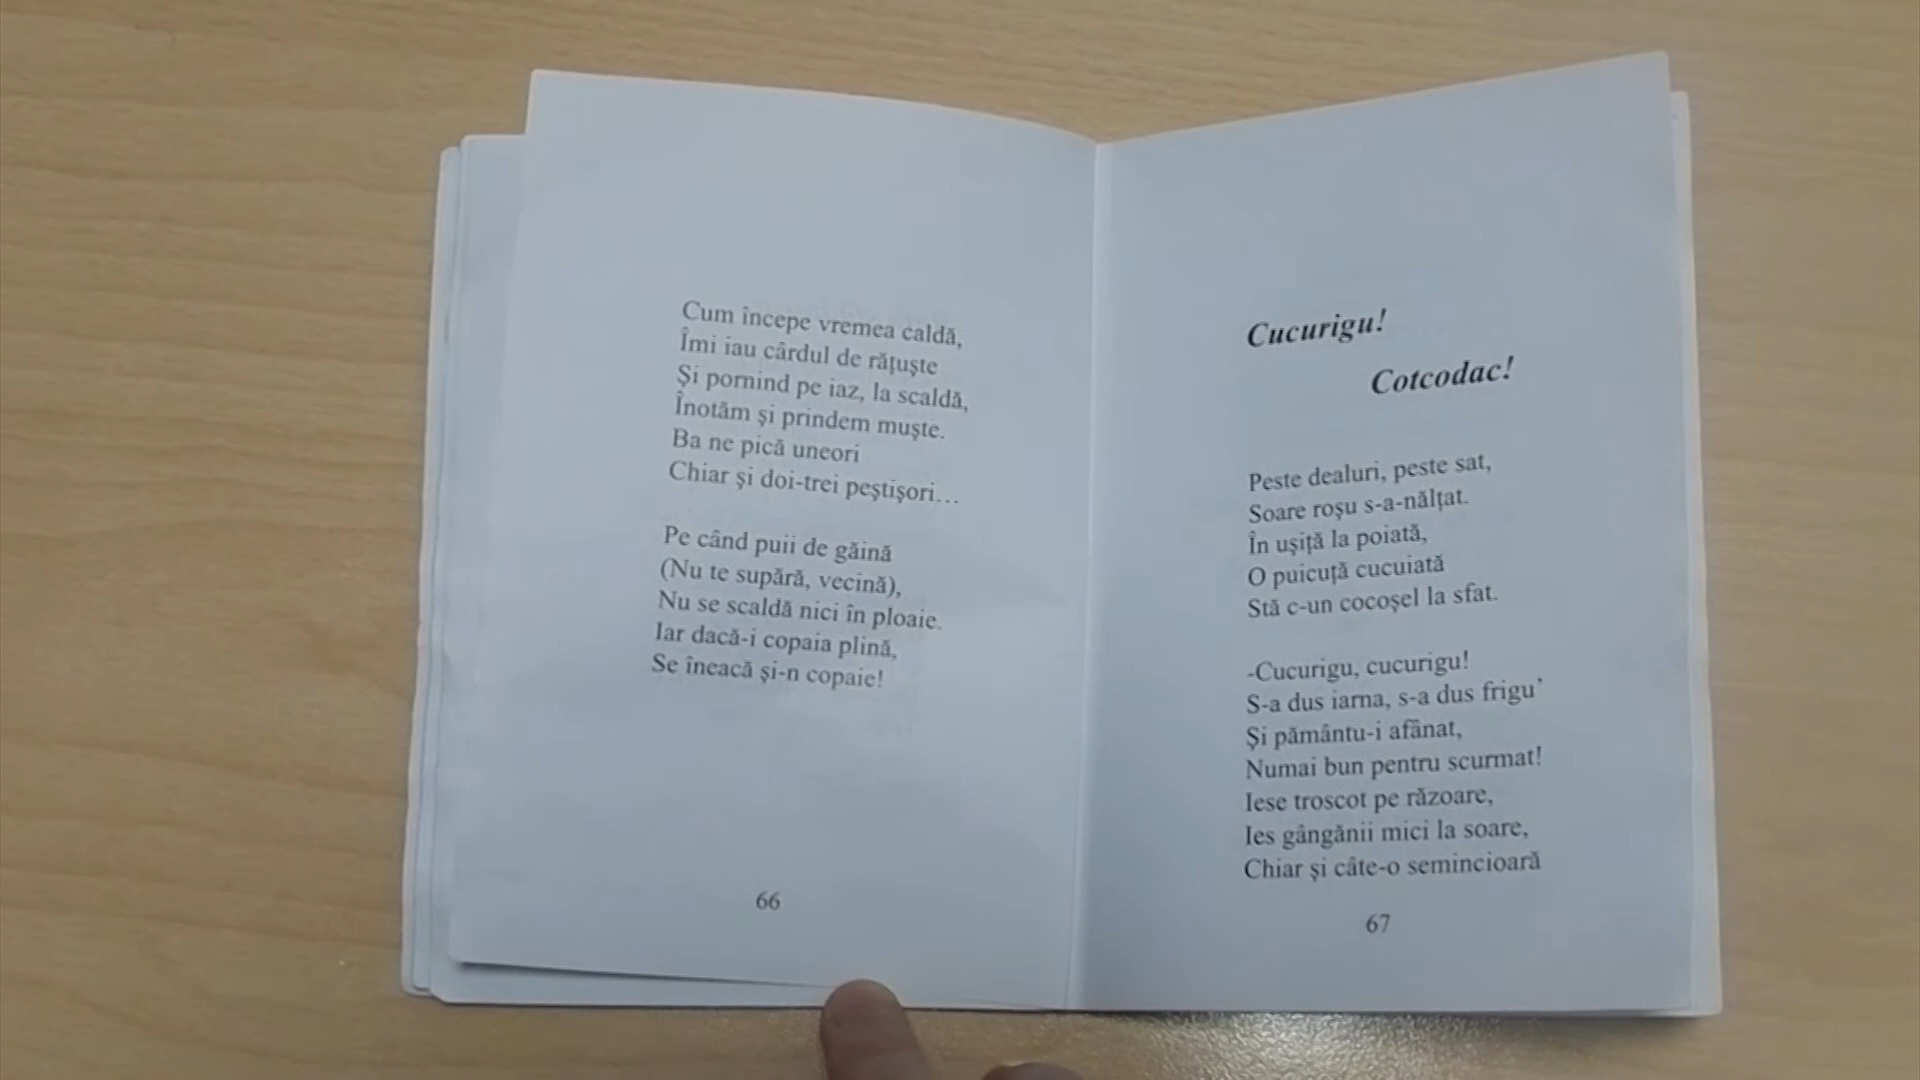 Cum începe vremea caldă,
Îmi iau cârdul de rățuște
Și pornind pe iaz, la scaldă,
Înotăm și prindem muște.
Ba ne pică uneori
Chiar și doi-trei peștișori…
Pe când puii de găină
(Nu te supără, vecină),
Nu se scaldă nici în ploaie.
Iar dacă-i copaia plină,
Se îneacă și-n copaie!
66
Cucurigu!
Cotcodac!
Peste dealuri, peste sat,
Soare roșu s-a-nălțat.
În ușiță la poiată,
O puicuță cucuiată
Stă c-un cocoșel la sfat.
-Cucurigu, cucurigu!
S-a dus iarna, s-a dus frigu’
Și pământu-i afânat,
Numai bun pentru scurmat!
Iese troscot pe răzoare,
Ies gângănii mici la soare,
Chiar și câte-o semincioară
67